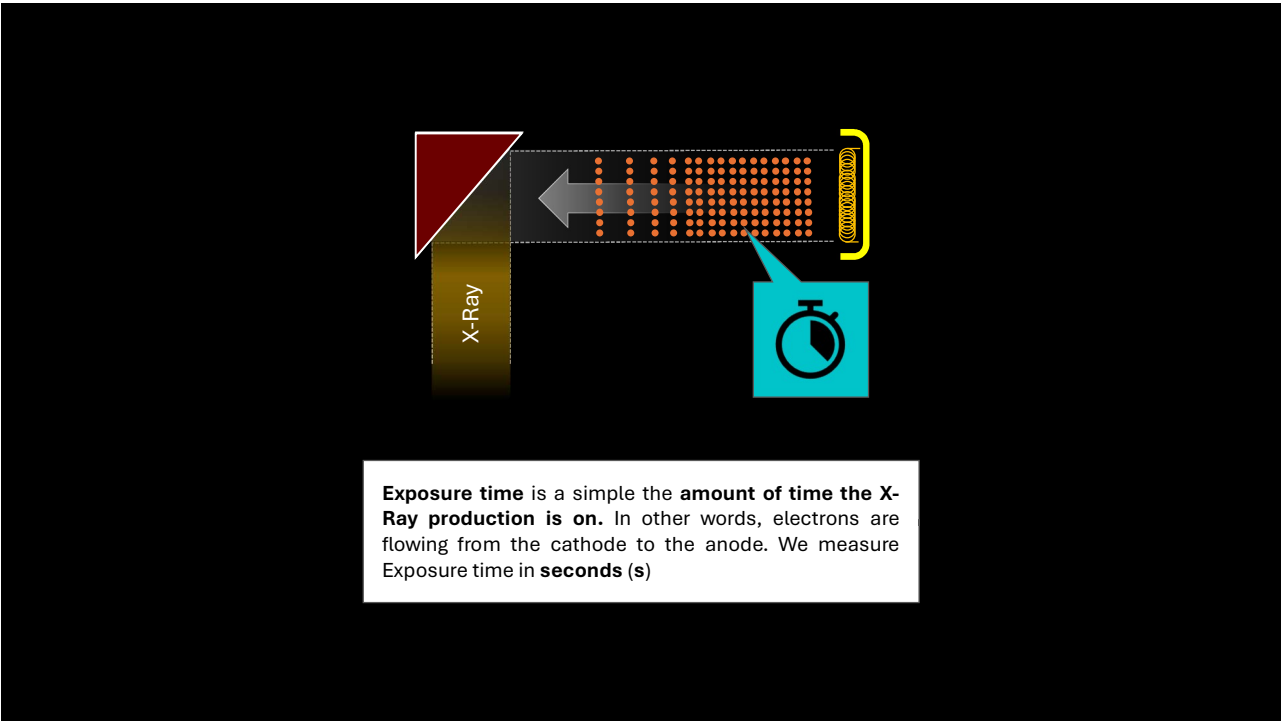 X-Ray
Exposure time is a simple the amount of time the X-
Ray production is on. In other words, electrons are
flowing from the cathode to the anode. We measure
Exposure time in seconds (s)